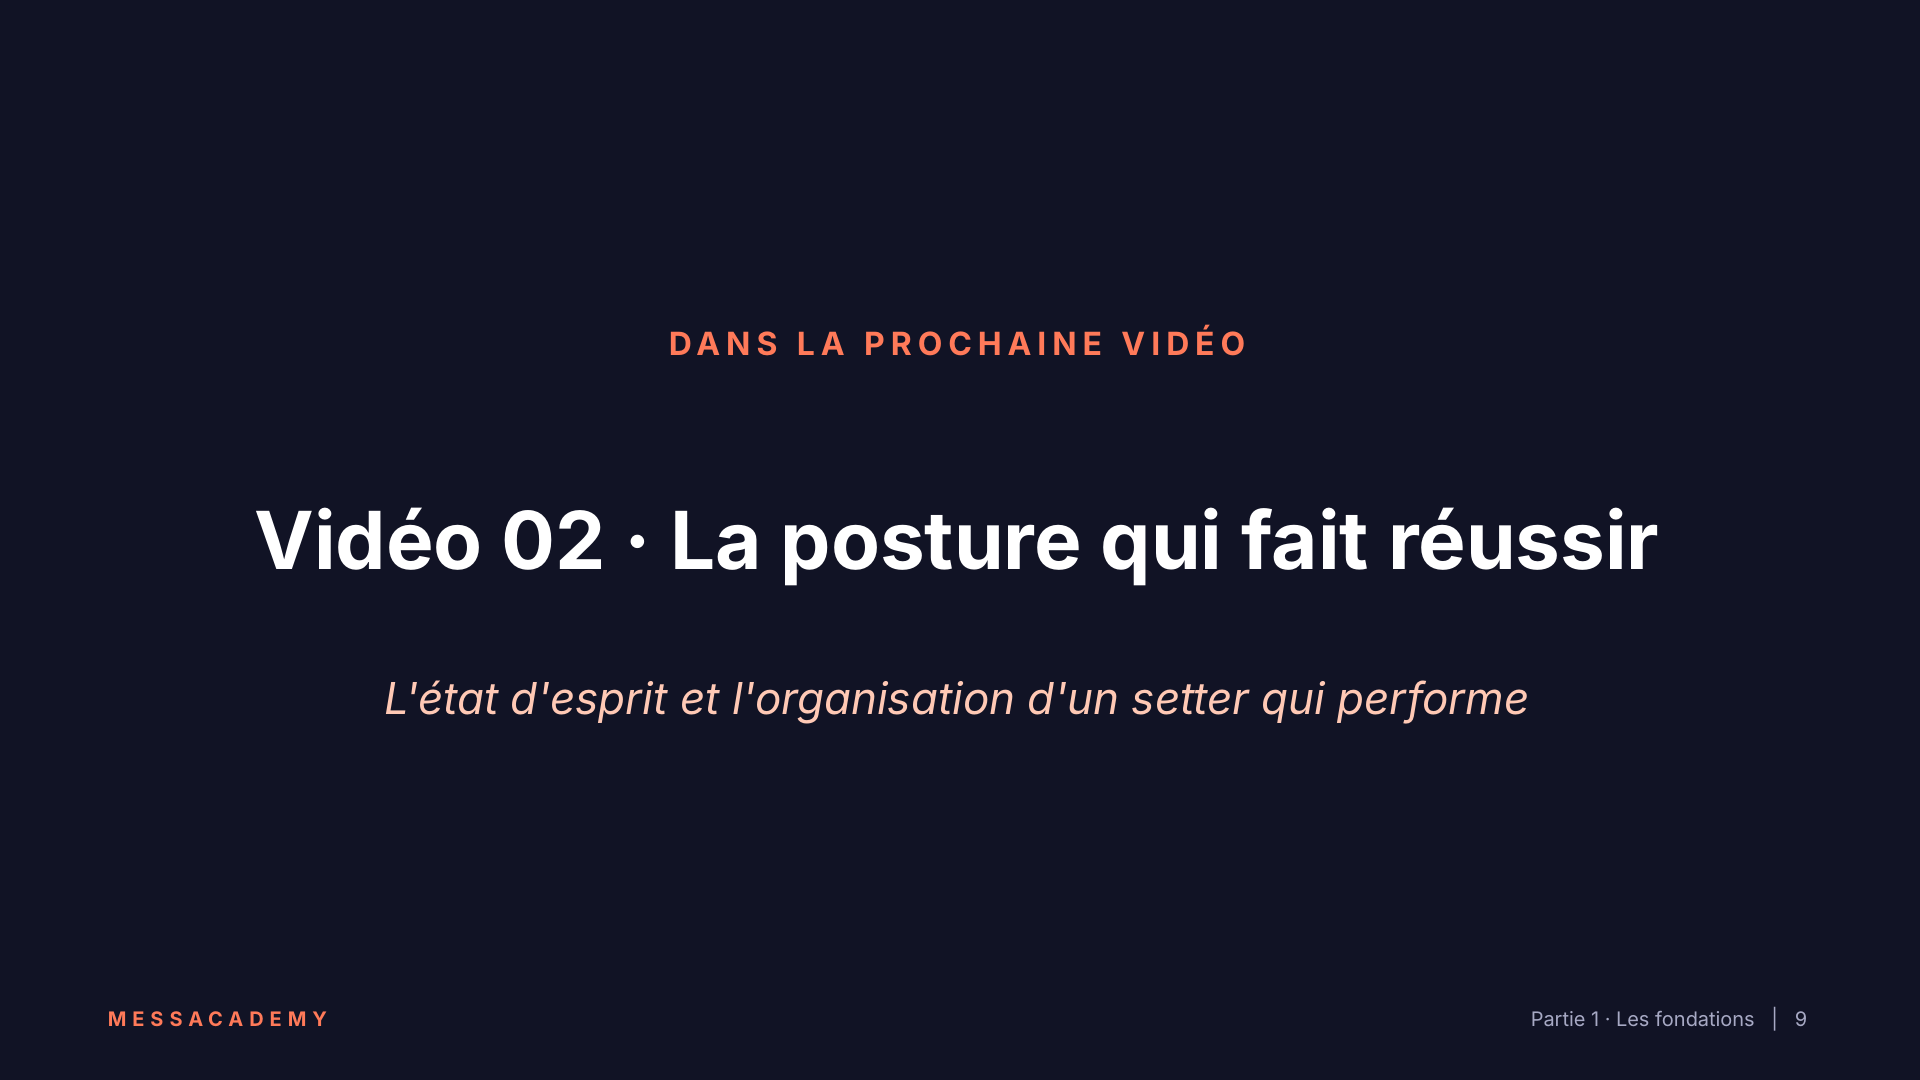 DANS LA PROCHAINE VIDÉO
Vidéo 02 · La posture qui fait réussir
L'état d'esprit et l'organisation d'un setter qui performe
MESSACADEMY
Partie 1 · Les fondations | 9